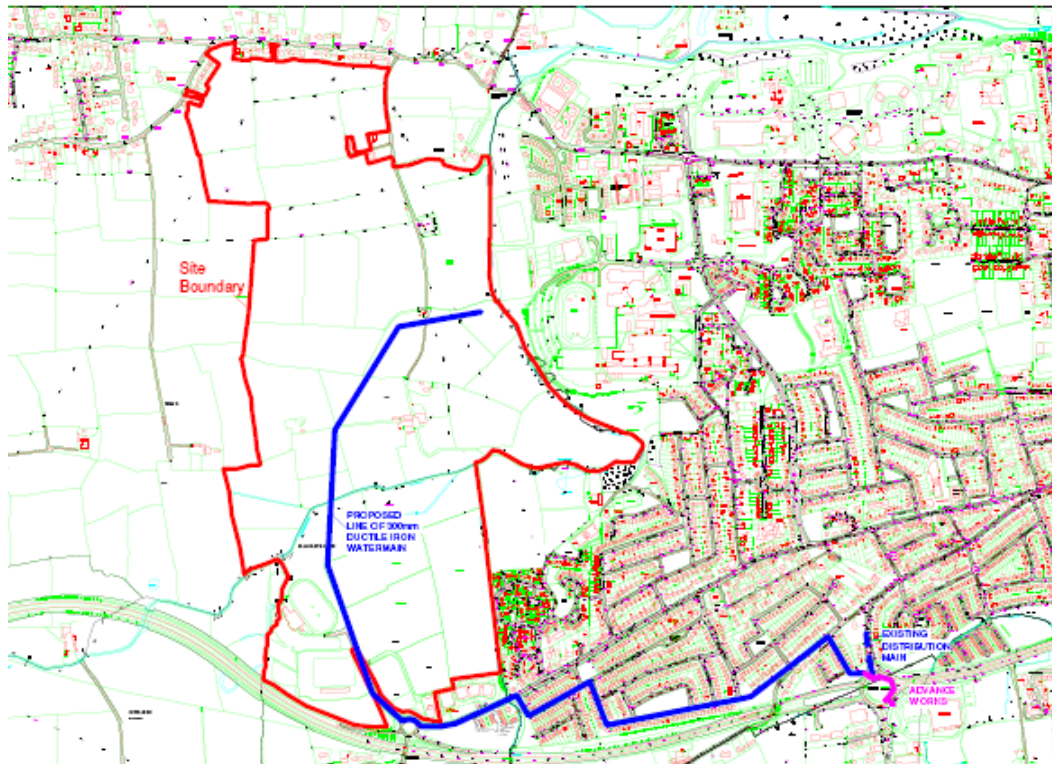 Site
Boundary
PROPOSED
LINE OF 300mm
DUCTILE IRON
WATERMAIN
EXISTING
DISTRIBUTION
MAIN
ADVANCE
WORKS